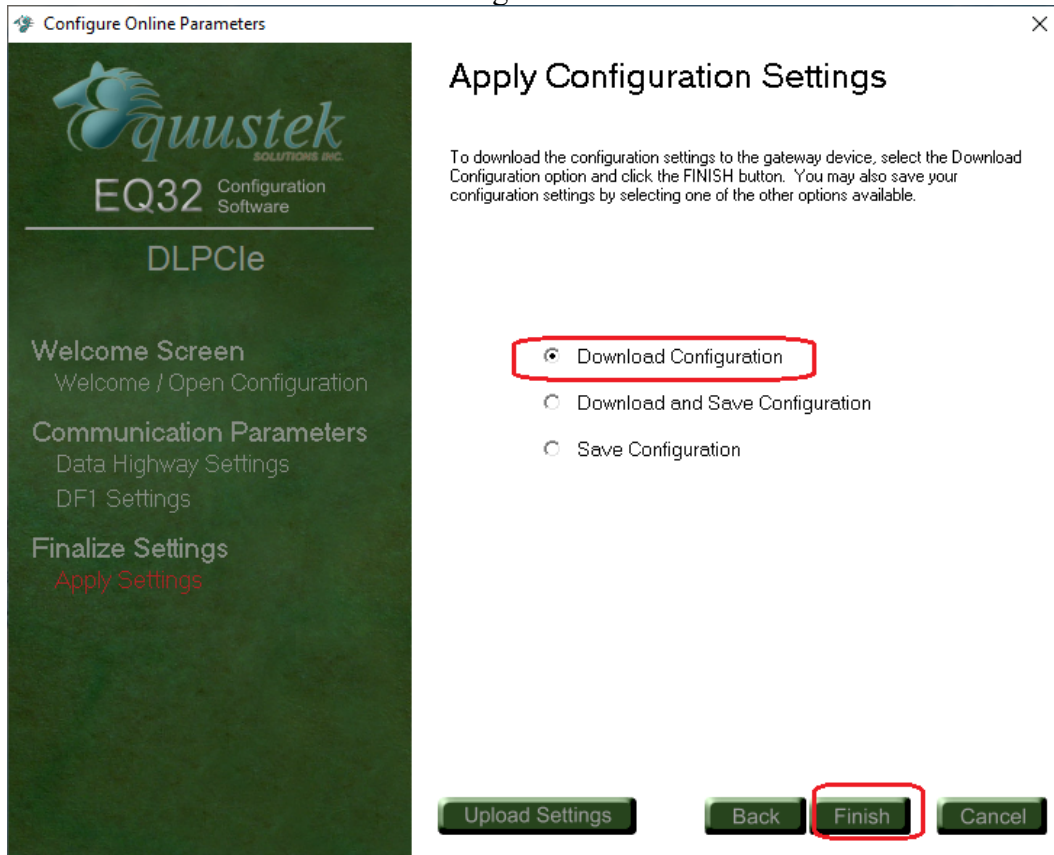 Configure Online Parameters
Equustek
SOLUTIONS INC.
EQ32 Configuration
Software
DLPCIe
Welcome Screen
Welcome / Open Configuration
Communication Parameters
Data Highway Settings
DF1 Settings
Finalize Settings
Apply Settings
Apply Configuration Settings
To download the configuration settings to the gateway device, select the Download
Configuration option and click the FINISH button. You may also save your
configuration settings by selecting one of the other options available.
Download Configuration
Download and Save Configuration
Save Configuration
Upload Settings
Back
Finish
Cancel